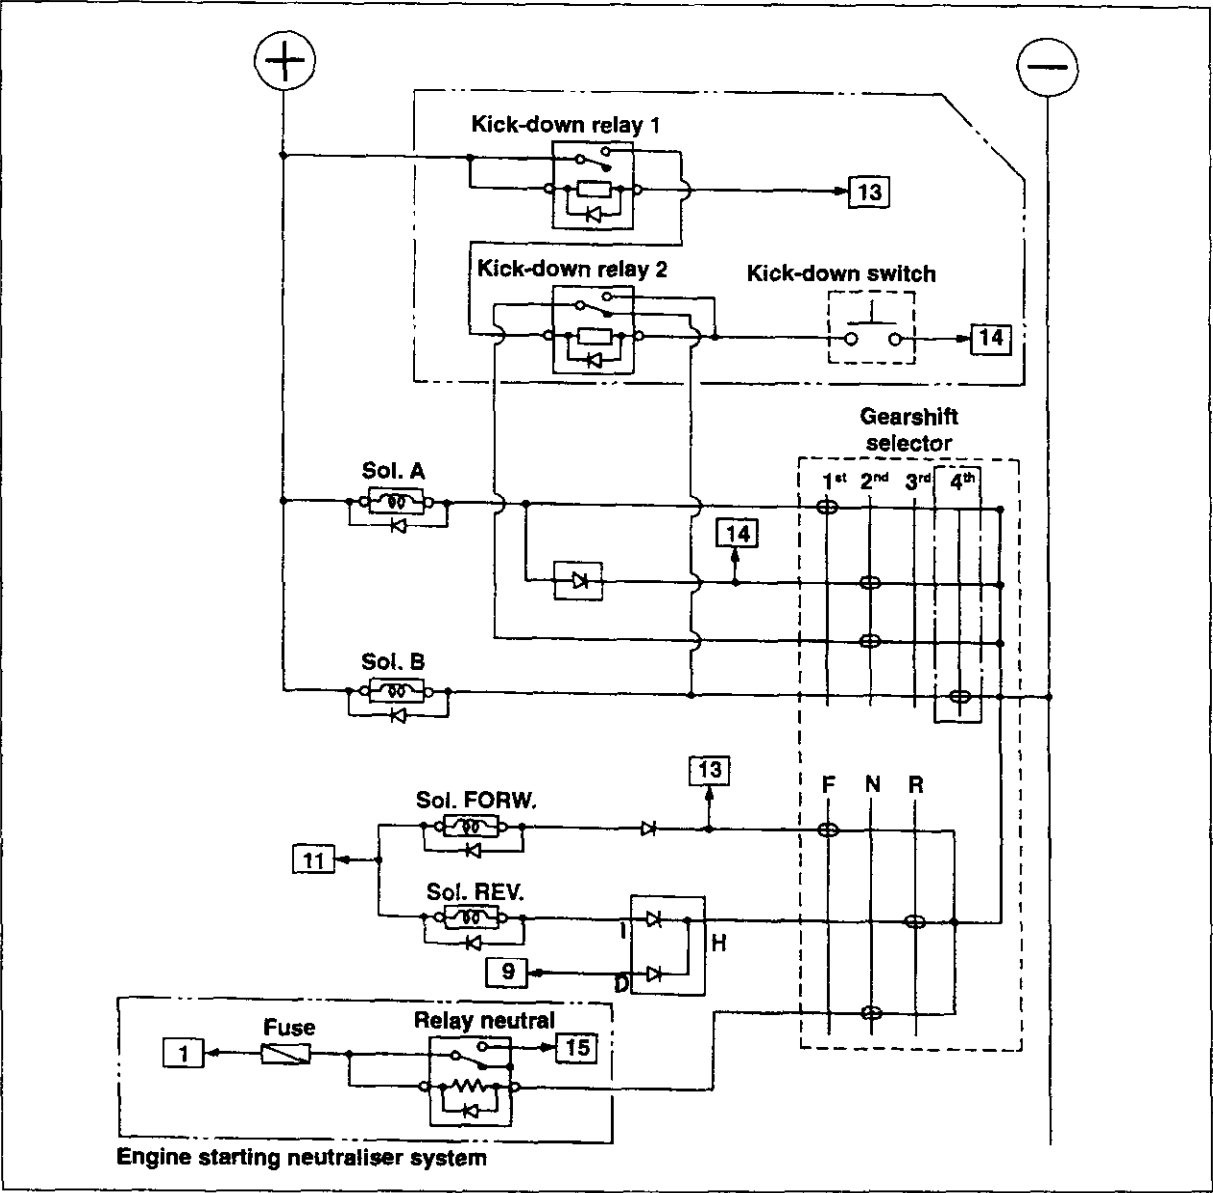 +
−
Kick-down relay 1
13
Kick-down relay 2
Kick-down switch
14
Gearshift
selector
Sol. A
1st 2nd 3rd 4th
14
Sol. B
13
F N R
Sol. FORW.
11
Sol. REV.
I
H
9
D
Fuse
Relay neutral
1
15
Engine starting neutraliser system